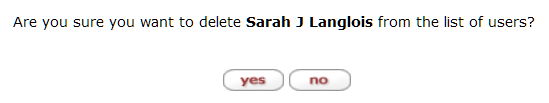 Are you sure you want to delete Sarah J Langlois from the list of users?
yes no